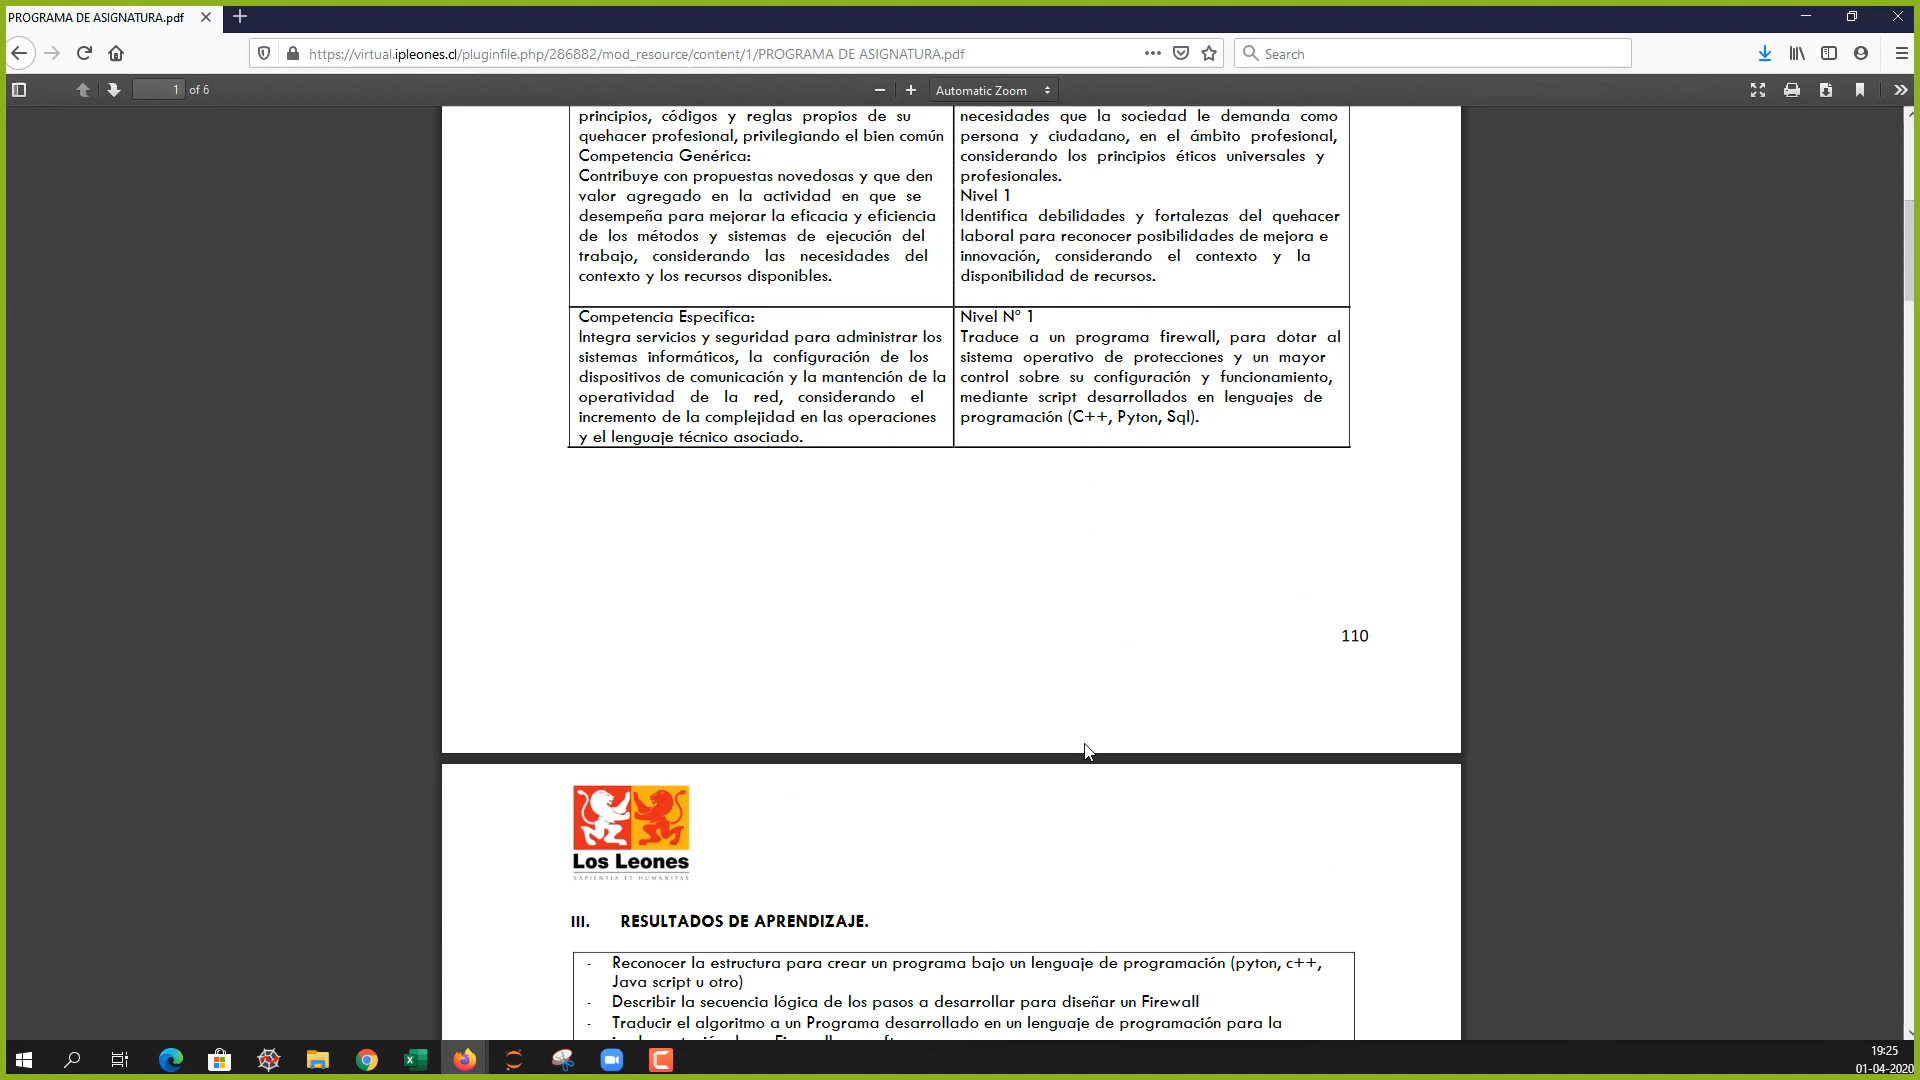 PROGRAMA DE ASIGNATURA.pdf
https://virtual.ipleones.cl/pluginfile.php/286882/mod_resource/content/1/PROGRAMA DE ASIGNATURA.pdf
Search
1 of 6
Automatic Zoom
principios, códigos y reglas propios de su
quehacer profesional, privilegiando el bien común
Competencia Genérica:
Contribuye con propuestas novedosas y que den
valor agregado en la actividad en que se
desempeña para mejorar la eficacia y eficiencia
de los métodos y sistemas de ejecución del
trabajo, considerando las necesidades del
contexto y los recursos disponibles.
necesidades que la sociedad le demanda como
persona y ciudadano, en el ámbito profesional,
considerando los principios éticos universales y
profesionales.
Nivel 1
Identifica debilidades y fortalezas del quehacer
laboral para reconocer posibilidades de mejora e
innovación, considerando el contexto y la
disponibilidad de recursos.
Competencia Especifica:
Integra servicios y seguridad para administrar los
sistemas informáticos, la configuración de los
dispositivos de comunicación y la mantención de la
operatividad de la red, considerando el
incremento de la complejidad en las operaciones
y el lenguaje técnico asociado.
Nivel N° 1
Traduce a un programa firewall, para dotar al
sistema operativo de protecciones y un mayor
control sobre su configuración y funcionamiento,
mediante script desarrollados en lenguajes de
programación (C++, Pyton, Sql).
110
Los Leones
SAPIENTIA ET HUMANITAS
III. RESULTADOS DE APRENDIZAJE.
- Reconocer la estructura para crear un programa bajo un lenguaje de programación (pyton, c++,
Java script u otro)
- Describir la secuencia lógica de los pasos a desarrollar para diseñar un Firewall
- Traducir el algoritmo a un Programa desarrollado en un lenguaje de programación para la
19:25
01-04-2020